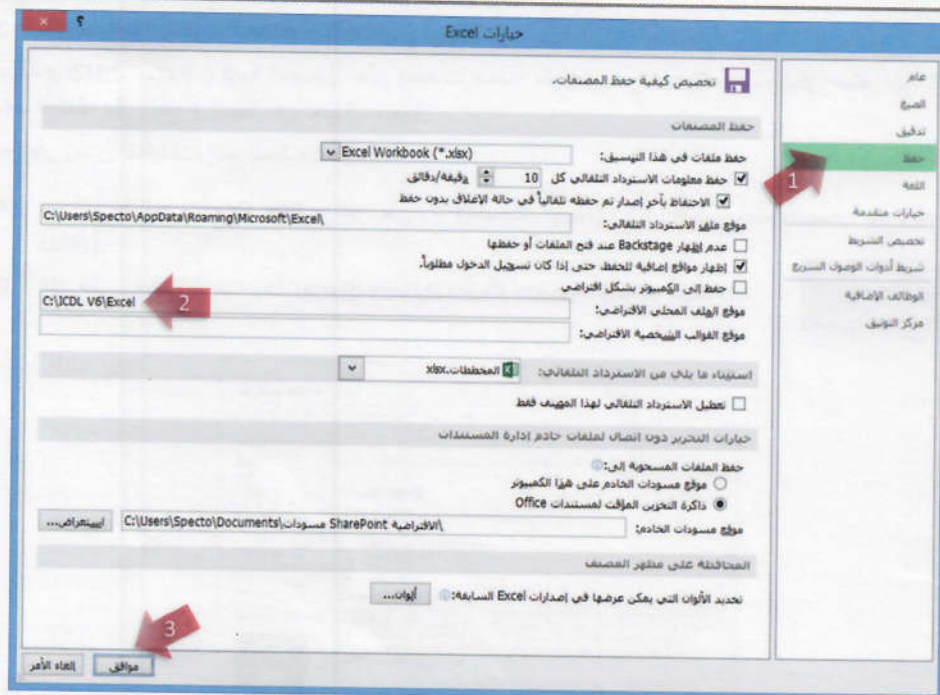 خيارات Excel
؟
×
عام
الصيغ
تدقيق
حفظ
اللغة
خيارات متقدمة
تخصيص الشريط
شريط أدوات الوصول السريع
الوظائف الإضافية
مركز التوثيق
1
تخصيص كيفية حفظ المصنفات.
حفظ المصنفات
حفظ ملفات في هذا التنسيق: Excel Workbook (*.xlsx)
حفظ معلومات الاسترداد التلقائي كل 10 دقيقة/دقائق
الاحتفاظ بآخر إصدار تم حفظه تلقائياً في حالة الإغلاق بدون حفظ
موقع ملف الاسترداد التلقائي: C:\Users\Specto\AppData\Roaming\Microsoft\Excel\
عدم إظهار Backstage عند فتح الملفات أو حفظها
إظهار مواقع إضافية للحفظ، حتى إذا كان تسجيل الدخول مطلوباً.
حفظ إلى الكمبيوتر بشكل افتراضي
موقع الملف المحلي الافتراضي: C:\ICDL V6\Excel
2
موقع القوالب الشخصية الافتراضي:
استثناء ما يلي من الاسترداد التلقائي: المخططات.xlsx
تعطيل الاسترداد التلقائي لهذا المصنف فقط
خيارات التحرير دون اتصال لملفات خادم إدارة المستندات
حفظ الملفات المسحوبة إلى:
موقع مسودات الخادم على هذا الكمبيوتر
ذاكرة التخزين المؤقت لمستندات Office
موقع مسودات الخادم: C:\Users\Specto\Documents\مسودات SharePoint الافتراضية\ استعراض...
المحافظة على مظهر المصنف
تحديد الألوان التي يمكن عرضها في إصدارات Excel السابقة: ألوان...
3
موافق
إلغاء الأمر